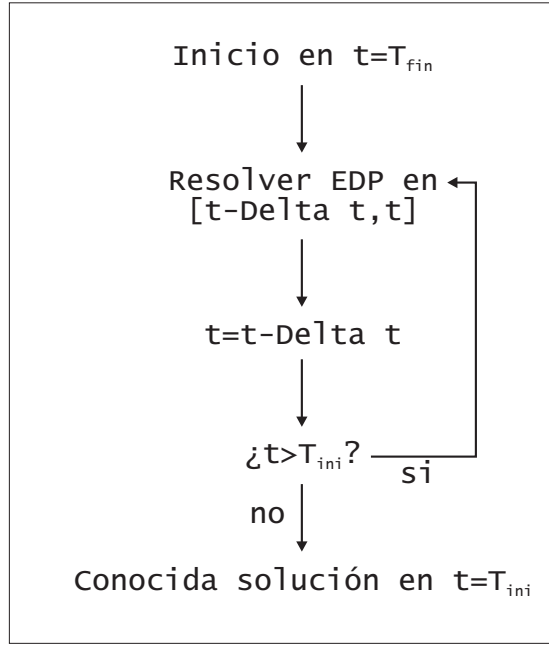 Inicio en t=T_fin
Resolver EDP en
[t-Delta t,t]
t=t-Delta t
¿t>T_ini?
si
no
Conocida solución en t=T_ini